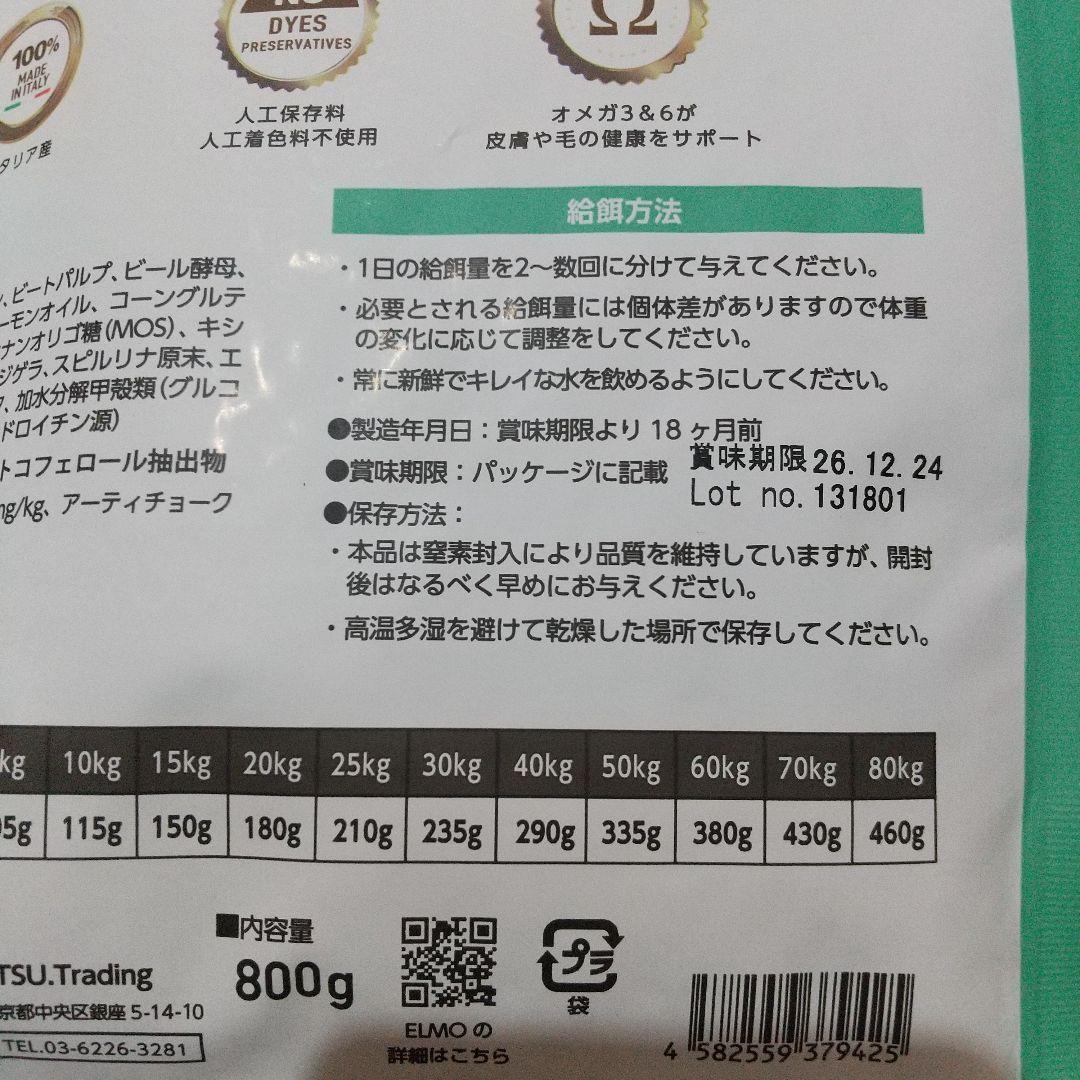 100%
MADE
IN ITALY
タリア産
DYES
PRESERVATIVES
人工保存料
人工着色料不使用
Ω
オメガ3&6が
皮膚や毛の健康をサポート
、ビートパルプ、ビール酵母、
ーモンオイル、コーングルテ
ナンオリゴ糖(MOS)、キシ
ジゲラ、スピルリナ原末、エ
、加水分解甲殻類(グルコ
ドロイチン源)
トコフェロール抽出物
mg/kg、アーティチョーク
給餌方法
・1日の給餌量を2〜数回に分けて与えてください。
・必要とされる給餌量には個体差がありますので体重
の変化に応じて調整をしてください。
・常に新鮮でキレイな水を飲めるようにしてください。
●製造年月日：賞味期限より18ヶ月前
●賞味期限：パッケージに記載
賞味期限26.12.24
Lot no.131801
●保存方法：
・本品は窒素封入により品質を維持していますが、開封
後はなるべく早めにお与えください。
・高温多湿を避けて乾燥した場所で保存してください。
kg 10kg 15kg 20kg 25kg 30kg 40kg 50kg 60kg 70kg 80kg
5g 115g 150g 180g 210g 235g 290g 335g 380g 430g 460g
■内容量
800g
TSU.Trading
京都中央区銀座5-14-10
TEL.03-6226-3281
ELMOの
詳細はこちら
プラ
袋
4 582559 379425